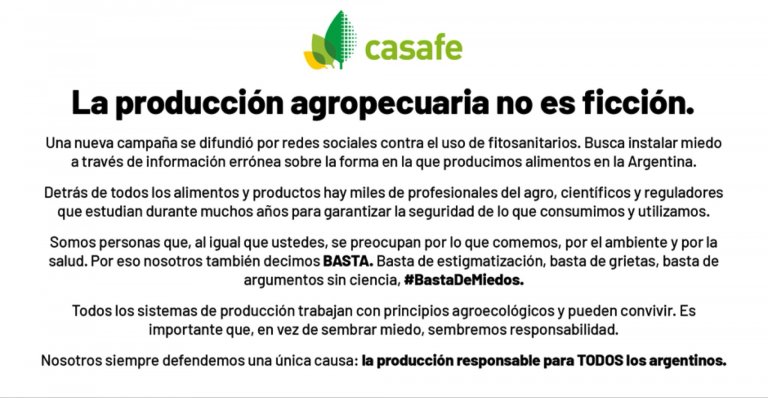 casafe
La producción agropecuaria no es ficción.
Una nueva campaña se difundió por redes sociales contra el uso de fitosanitarios. Busca instalar miedo
a través de información errónea sobre la forma en la que producimos alimentos en la Argentina.
Detrás de todos los alimentos y productos hay miles de profesionales del agro, científicos y reguladores
que estudian durante muchos años para garantizar la seguridad de lo que consumimos y utilizamos.
Somos personas que, al igual que ustedes, se preocupan por lo que comemos, por el ambiente y por la
salud. Por eso nosotros también decimos BASTA. Basta de estigmatización, basta de grietas, basta de
argumentos sin ciencia, #BastaDeMiedos.
Todos los sistemas de producción trabajan con principios agroecológicos y pueden convivir. Es
importante que, en vez de sembrar miedo, sembremos responsabilidad.
Nosotros siempre defendemos una única causa: la producción responsable para TODOS los argentinos.